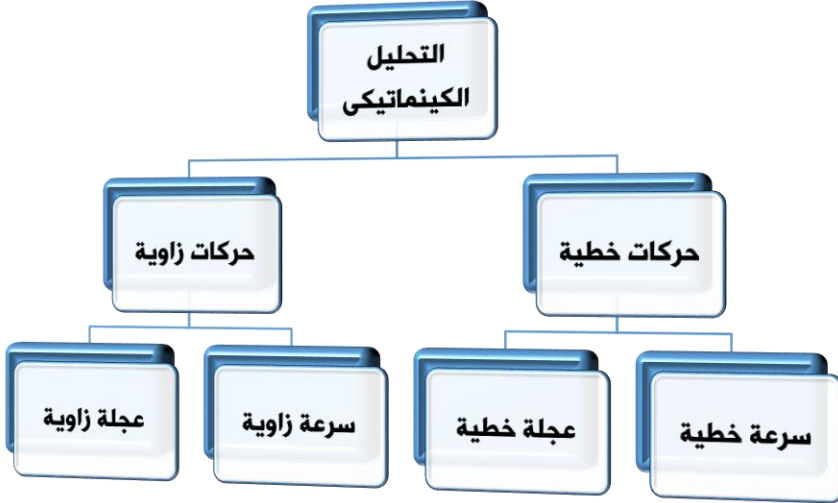 التحليل
الكينماتيكى
حركات خطية
حركات زاوية
سرعة خطية
عجلة خطية
سرعة زاوية
عجلة زاوية